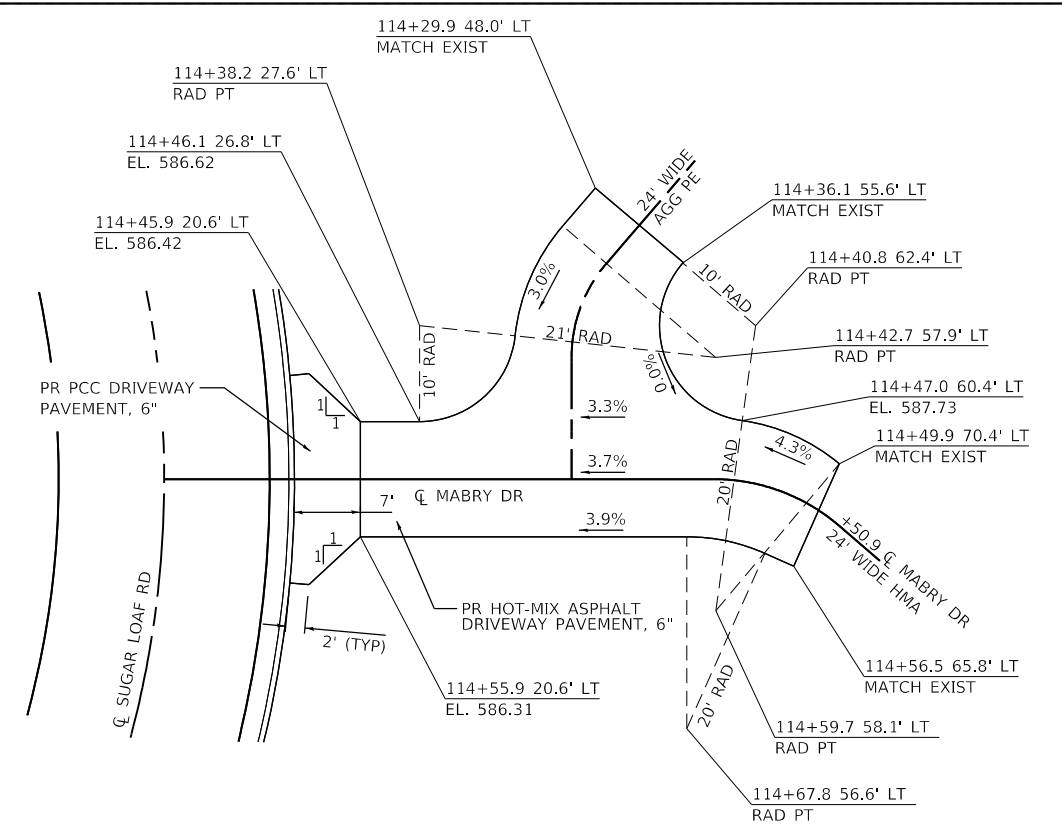 114+29.9 48.0' LT
MATCH EXIST
114+38.2 27.6' LT
RAD PT
114+46.1 26.8' LT
EL. 586.62
114+45.9 20.6' LT
EL. 586.42
24' WIDE
AGG PE
114+36.1 55.6' LT
MATCH EXIST
114+40.8 62.4' LT
RAD PT
10' RAD
3.0%
21' RAD
10' RAD
114+42.7 57.9' LT
RAD PT
0.0%
PR PCC DRIVEWAY
PAVEMENT, 6"
1
1
114+47.0 60.4' LT
EL. 587.73
3.3%
4.3%
114+49.9 70.4' LT
MATCH EXIST
3.7%
20' RAD
7'
℄ MABRY DR
3.9%
1
1
+50.9 ℄ MABRY DR
24' WIDE HMA
℄ SUGAR LOAF RD
2' (TYP)
PR HOT-MIX ASPHALT
DRIVEWAY PAVEMENT, 6"
114+55.9 20.6' LT
EL. 586.31
20' RAD
114+56.5 65.8' LT
MATCH EXIST
114+59.7 58.1' LT
RAD PT
114+67.8 56.6' LT
RAD PT